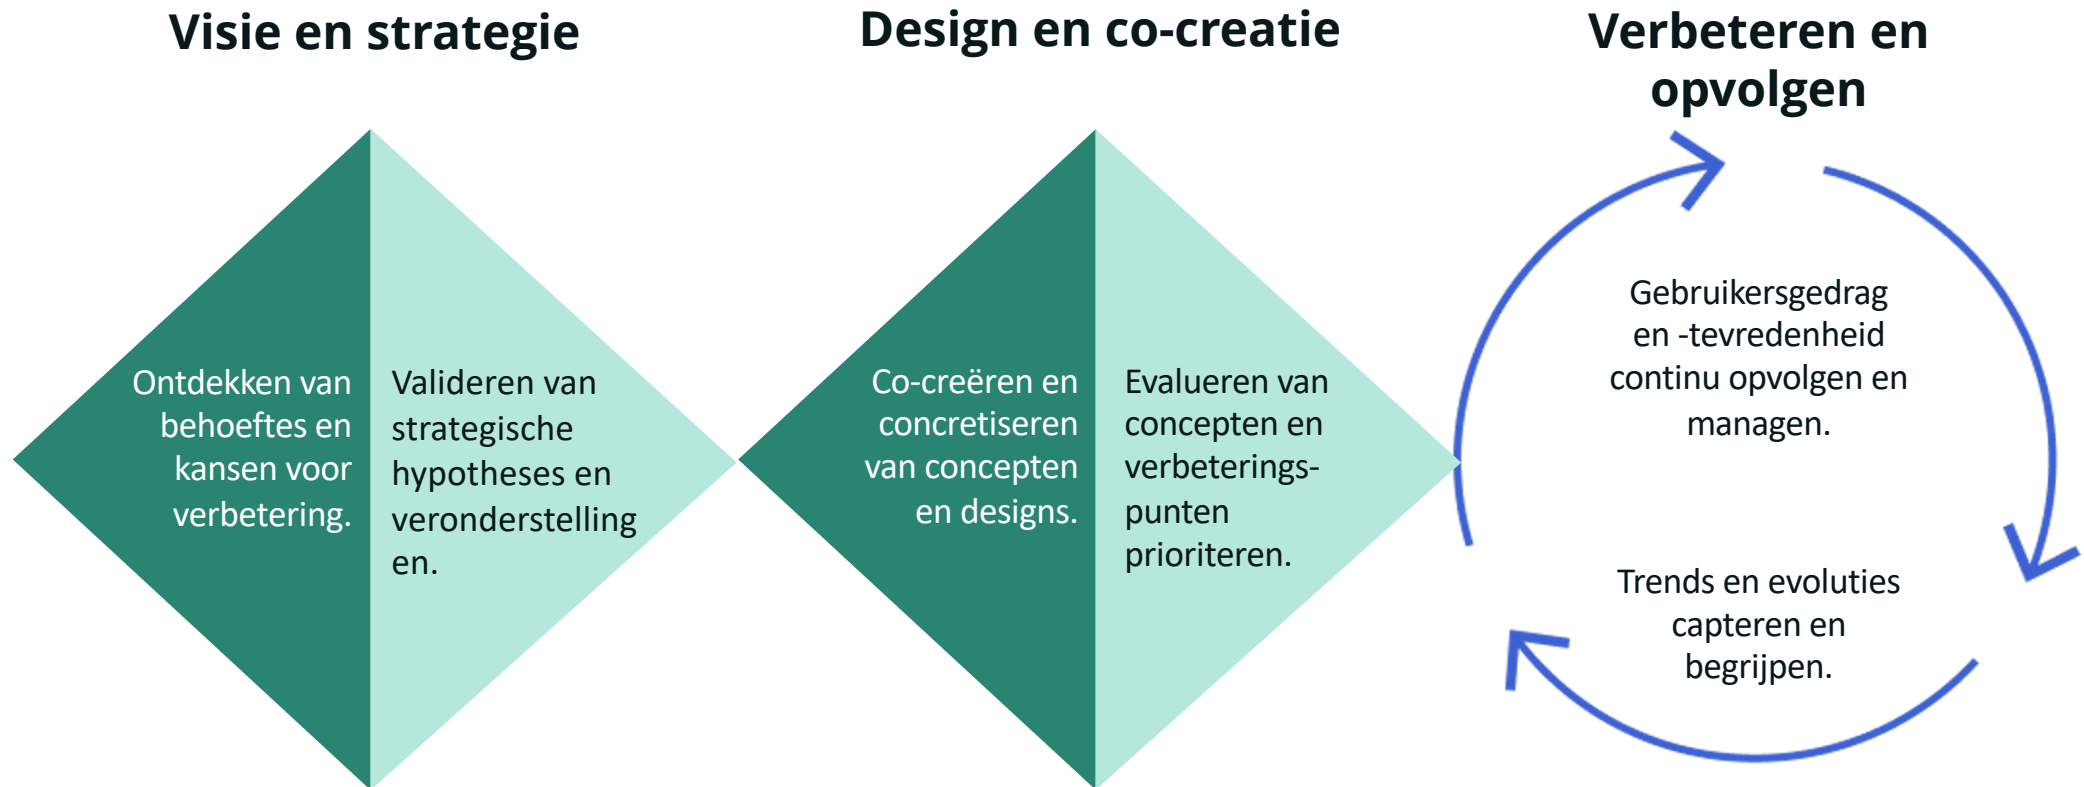 Visie en strategie
Design en co-creatie
Verbeteren en
opvolgen
Ontdekken van
behoeftes en
kansen voor
verbetering.
Valideren van
strategische
hypotheses en
veronderstelling
en.
Co-creëren en
concretiseren
van concepten
en designs.
Evalueren van
concepten en
verbeterings-
punten
prioriteren.
Gebruikersgedrag
en -tevredenheid
continu opvolgen en
managen.
Trends en evoluties
capteren en
begrijpen.